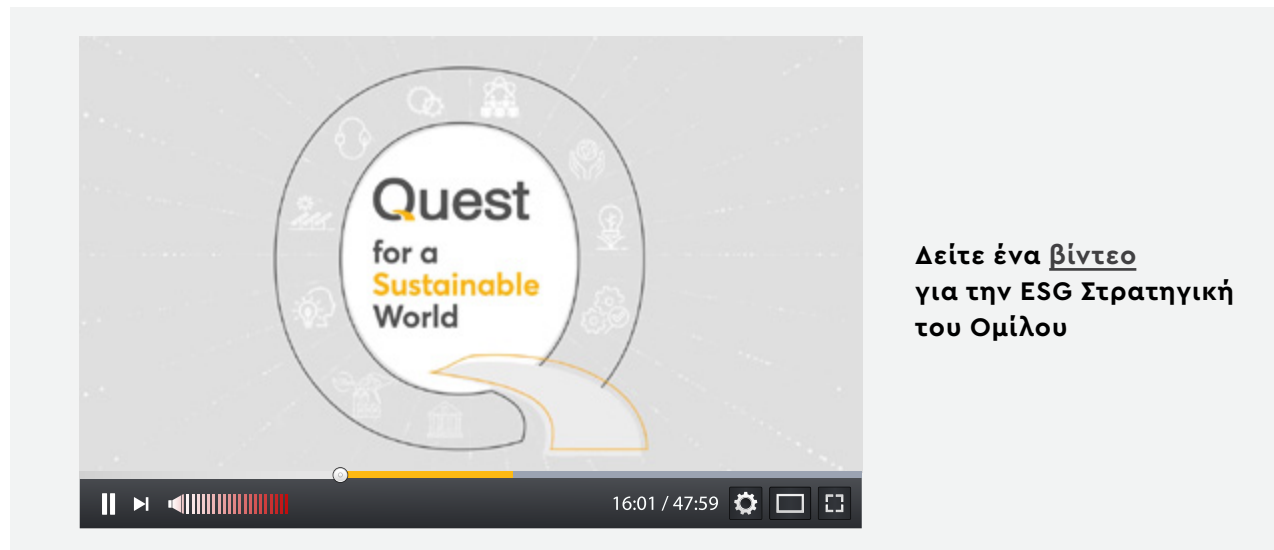 Quest
for a
Sustainable
World
16:01 / 47:59
Δείτε ένα βίντεο
για την ESG Στρατηγική
του Ομίλου